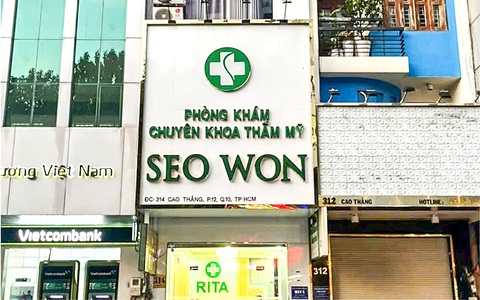 PHÒNG KHÁM
CHUYÊN KHOA THẨM MỸ
SEO WON
ĐC: 314 CAO THẮNG, P.12, Q.10, TP HCM
ương Việt Nam
Vietcombank
312 CAO THẮNG
HOTLINE:
314
312
RITA